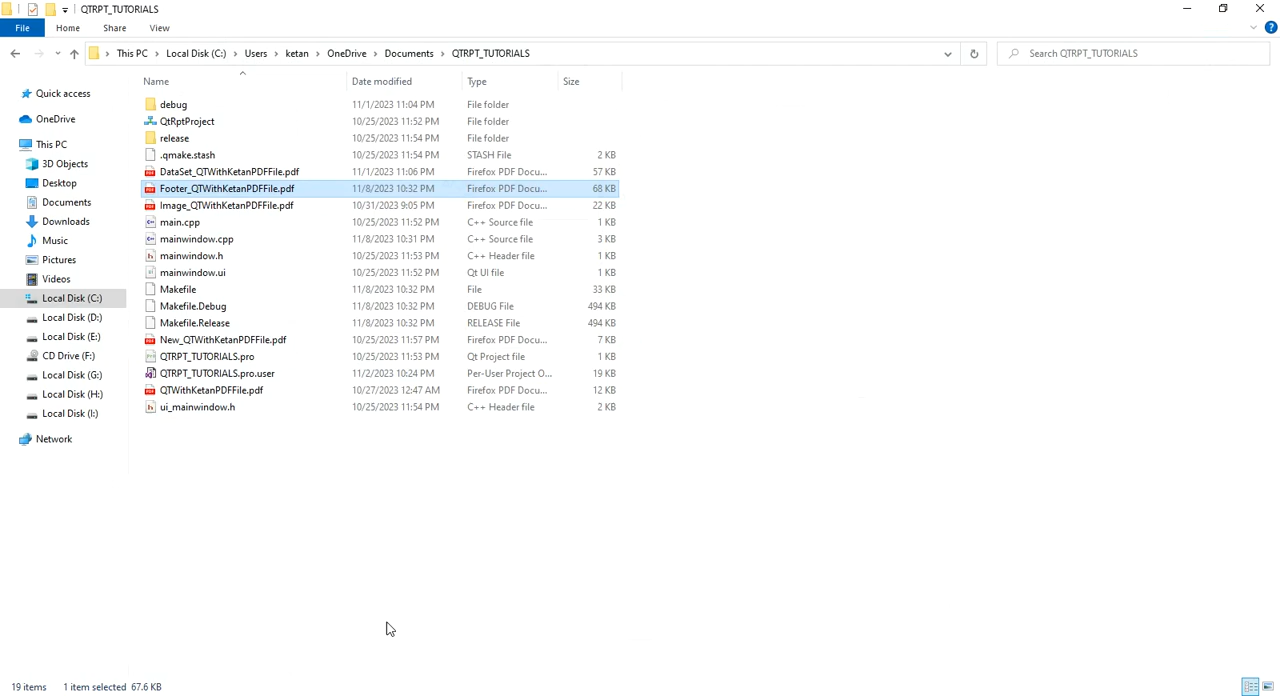 QTRPT_TUTORIALS
File Home Share View
This PC Local Disk (C:) Users ketan OneDrive Documents QTRPT_TUTORIALS
Search QTRPT_TUTORIALS
Name Date modified Type Size
Quick access
OneDrive
This PC
3D Objects
Desktop
Documents
Downloads
Music
Pictures
Videos
Local Disk (C:)
Local Disk (D:)
Local Disk (E:)
CD Drive (F:)
Local Disk (G:)
Local Disk (H:)
Local Disk (I:)
Network
debug 11/1/2023 11:04 PM File folder
QtRptProject 10/25/2023 11:52 PM File folder
release 10/25/2023 11:54 PM File folder
.qmake.stash 10/25/2023 11:54 PM STASH File 2 KB
DataSet_QTWithKetanPDFFile.pdf 11/1/2023 11:06 PM Firefox PDF Docu... 57 KB
Footer_QTWithKetanPDFFile.pdf 11/8/2023 10:32 PM Firefox PDF Docu... 68 KB
Image_QTWithKetanPDFFile.pdf 10/31/2023 9:05 PM Firefox PDF Docu... 22 KB
main.cpp 10/25/2023 11:52 PM C++ Source file 1 KB
mainwindow.cpp 11/8/2023 10:31 PM C++ Source file 3 KB
mainwindow.h 10/25/2023 11:53 PM C++ Header file 1 KB
mainwindow.ui 10/25/2023 11:52 PM Qt UI file 1 KB
Makefile 11/8/2023 10:32 PM File 33 KB
Makefile.Debug 11/8/2023 10:32 PM DEBUG File 494 KB
Makefile.Release 11/8/2023 10:32 PM RELEASE File 494 KB
New_QTWithKetanPDFFile.pdf 10/25/2023 11:57 PM Firefox PDF Docu... 7 KB
QTRPT_TUTORIALS.pro 10/25/2023 11:53 PM Qt Project file 1 KB
QTRPT_TUTORIALS.pro.user 11/2/2023 10:24 PM Per-User Project O... 19 KB
QTWithKetanPDFFile.pdf 10/27/2023 12:47 AM Firefox PDF Docu... 12 KB
ui_mainwindow.h 10/25/2023 11:54 PM C++ Header file 2 KB
19 items 1 item selected 67.6 KB